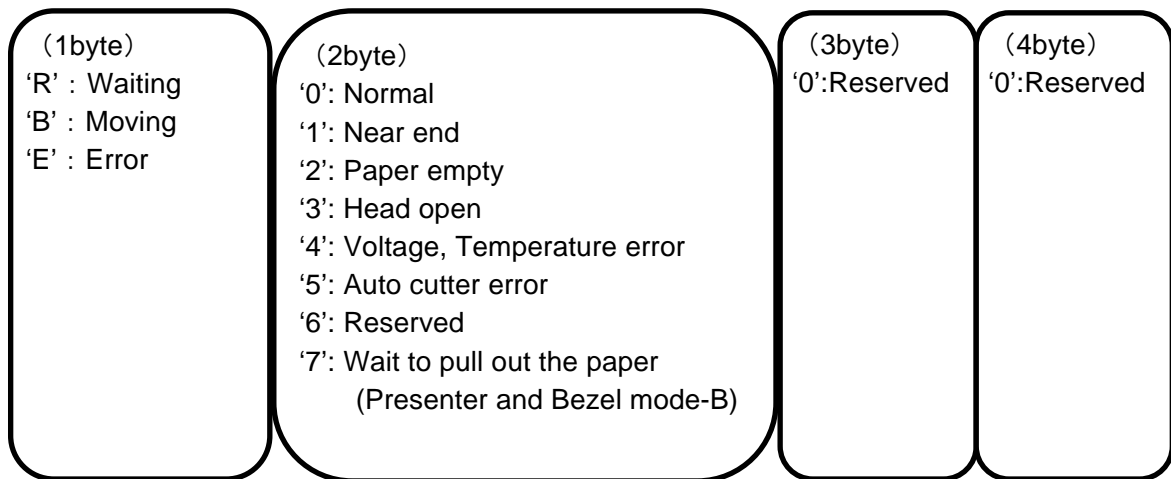 （1byte）
‘R’：Waiting
‘B’：Moving
‘E’：Error
（2byte）
‘0’: Normal
‘1’: Near end
‘2’: Paper empty
‘3’: Head open
‘4’: Voltage, Temperature error
‘5’: Auto cutter error
‘6’: Reserved
‘7’: Wait to pull out the paper
(Presenter and Bezel mode-B)
（3byte）
‘0’:Reserved
（4byte）
‘0’:Reserved